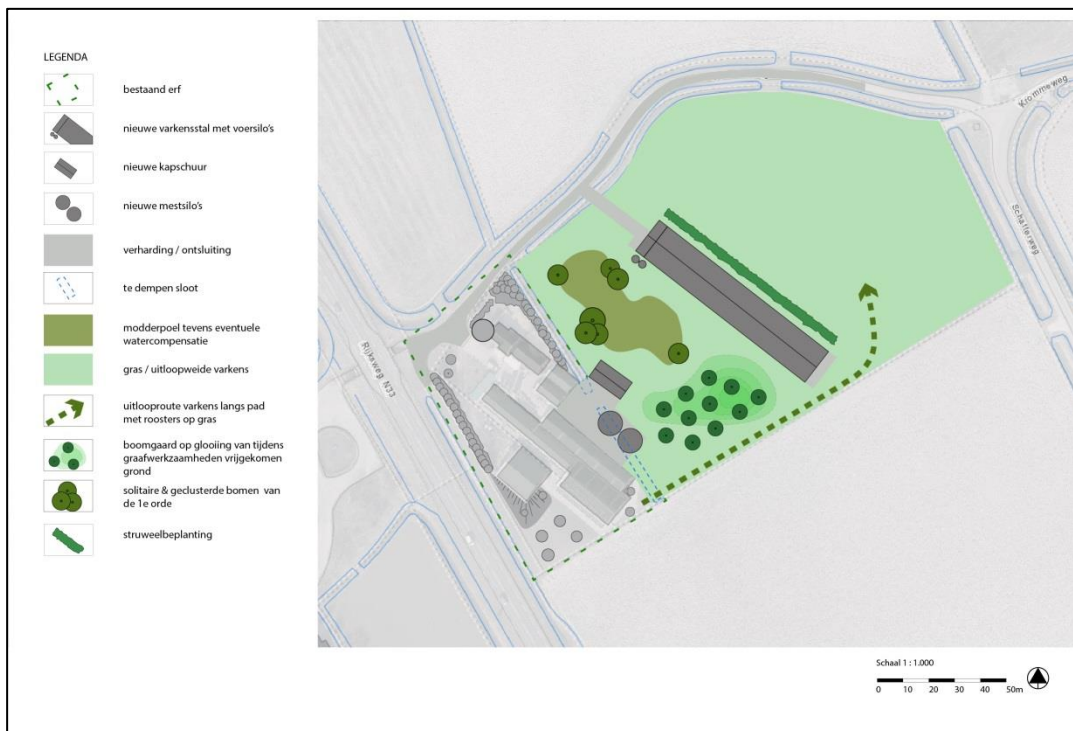 LEGENDA
bestaand erf
nieuwe varkensstal met voersilo's
nieuwe kapschuur
nieuwe mestsilo's
verharding / ontsluiting
te dempen sloot
modderpoel tevens eventuele
watercompensatie
gras / uitloopweide varkens
uitlooproute varkens langs pad
met roosters op gras
boomgaard op glooiing van tijdens
graafwerkzaamheden vrijgekomen
grond
solitaire & geclusterde bomen van
de 1e orde
struweelbeplanting
Krommeweg
Schafferweg
Rijksweg N33
Schaal 1 : 1.000
0 10 20 30 40 50m